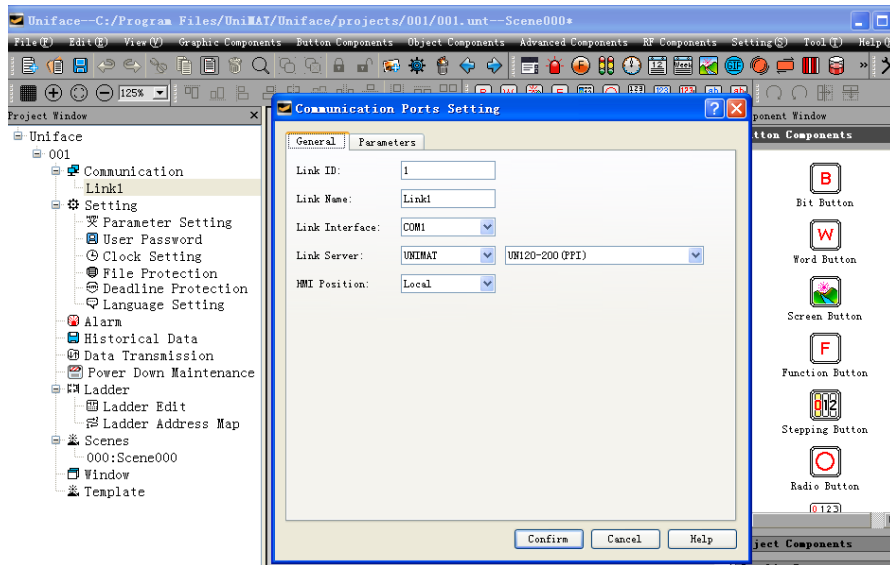 Uniface--C:/Program Files/UniMAT/Uniface/projects/001/001.unt--Scene000*
File(F) Edit(E) View(V) Graphic Components Button Components Object Components Advanced Components RF Components Setting(S) Tool(T) Help(
125%
Project Window
Uniface
001
Communication
Link1
Setting
Parameter Setting
User Password
Clock Setting
File Protection
Deadline Protection
Language Setting
Alarm
Historical Data
Data Transmission
Power Down Maintenance
Ladder
Ladder Edit
Ladder Address Map
Scenes
000:Scene000
Window
Template
Communication Ports Setting
General Parameters
Link ID: 1
Link Name: Link1
Link Interface: COM1
Link Server: UNIMAT UN120-200(PPI)
HMI Position: Local
Confirm Cancel Help
ponent Window
tton Components
B
Bit Button
W
Word Button
Screen Button
F
Function Button
012
Stepping Button
Radio Button
0123
ject Components